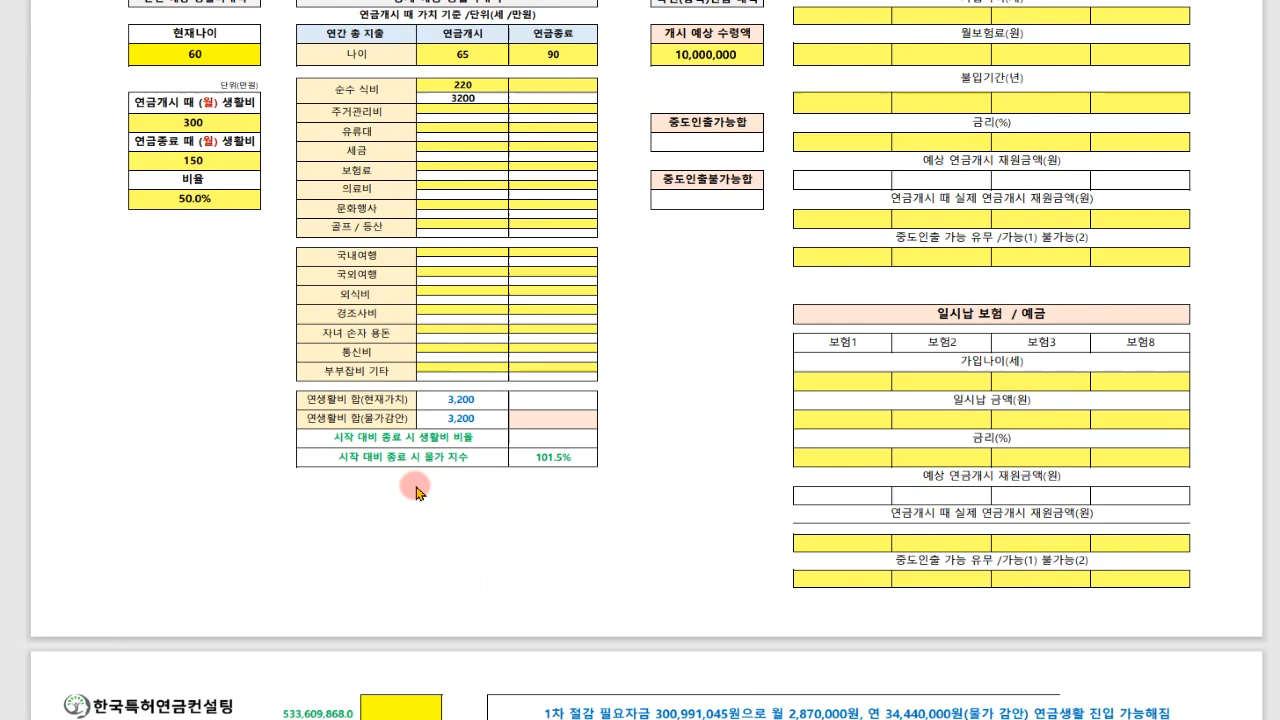 연금개시 때 가치 기준 /단위(세 /만원)
현재나이
60
단위(만원)
연금개시 때 (월) 생활비
300
연금종료 때 (월) 생활비
150
비율
50.0%
연간 총 지출 연금개시 연금종료
나이 65 90
순수 식비 220
3200
주거관리비
유류대
세금
보험료
의료비
문화행사
골프 / 등산
국내여행
국외여행
외식비
경조사비
자녀 손자 용돈
통신비
부부잡비 기타
연생활비 합(현재가치) 3,200
연생활비 합(물가감안) 3,200
시작 대비 종료 시 생활비 비율
시작 대비 종료 시 물가 지수 101.5%
개시 예상 수령액
10,000,000
중도인출가능합
중도인출불가능합
월보험료(원)
불입기간(년)
금리(%)
예상 연금개시 재원금액(원)
연금개시 때 실제 연금개시 재원금액(원)
중도인출 가능 유무 /가능(1) 불가능(2)
일시납 보험 / 예금
보험1 보험2 보험3 보험8
가입나이(세)
일시납 금액(원)
금리(%)
예상 연금개시 재원금액(원)
연금개시 때 실제 연금개시 재원금액(원)
중도인출 가능 유무 /가능(1) 불가능(2)
한국특허연금컨설팅
533,609,868.0
1차 절감 필요자금 300,991,045원으로 월 2,870,000원, 연 34,440,000원(물가 감안) 연금생활 진입 가능해짐